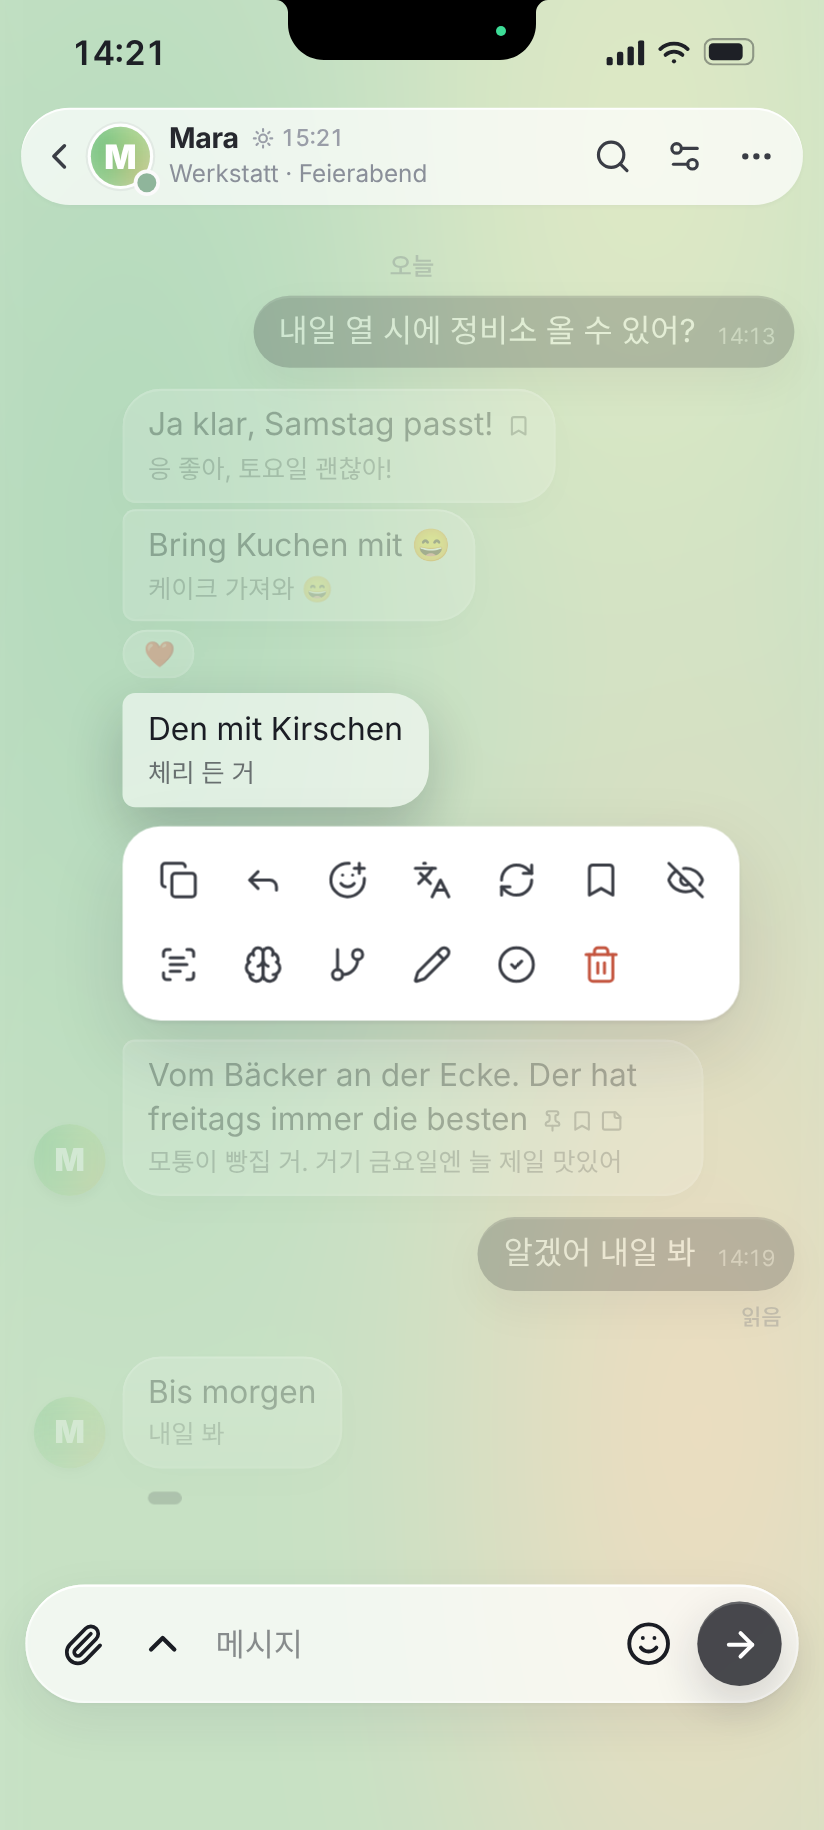 14:21
Mara 15:21
M
Werkstatt · Feierabend
오늘
내일 열 시에 정비소 올 수 있어? 14:13
Ja klar, Samstag passt!
응 좋아, 토요일 괜찮아!
Bring Kuchen mit 😄
케이크 가져와 😄
❤️
Den mit Kirschen
체리 든 거
Vom Bäcker an der Ecke. Der hat
freitags immer die besten
모퉁이 빵집 거. 거기 금요일엔 늘 제일 맛있어
M
알겠어 내일 봐 14:19
읽음
Bis morgen
내일 봐
M
메시지